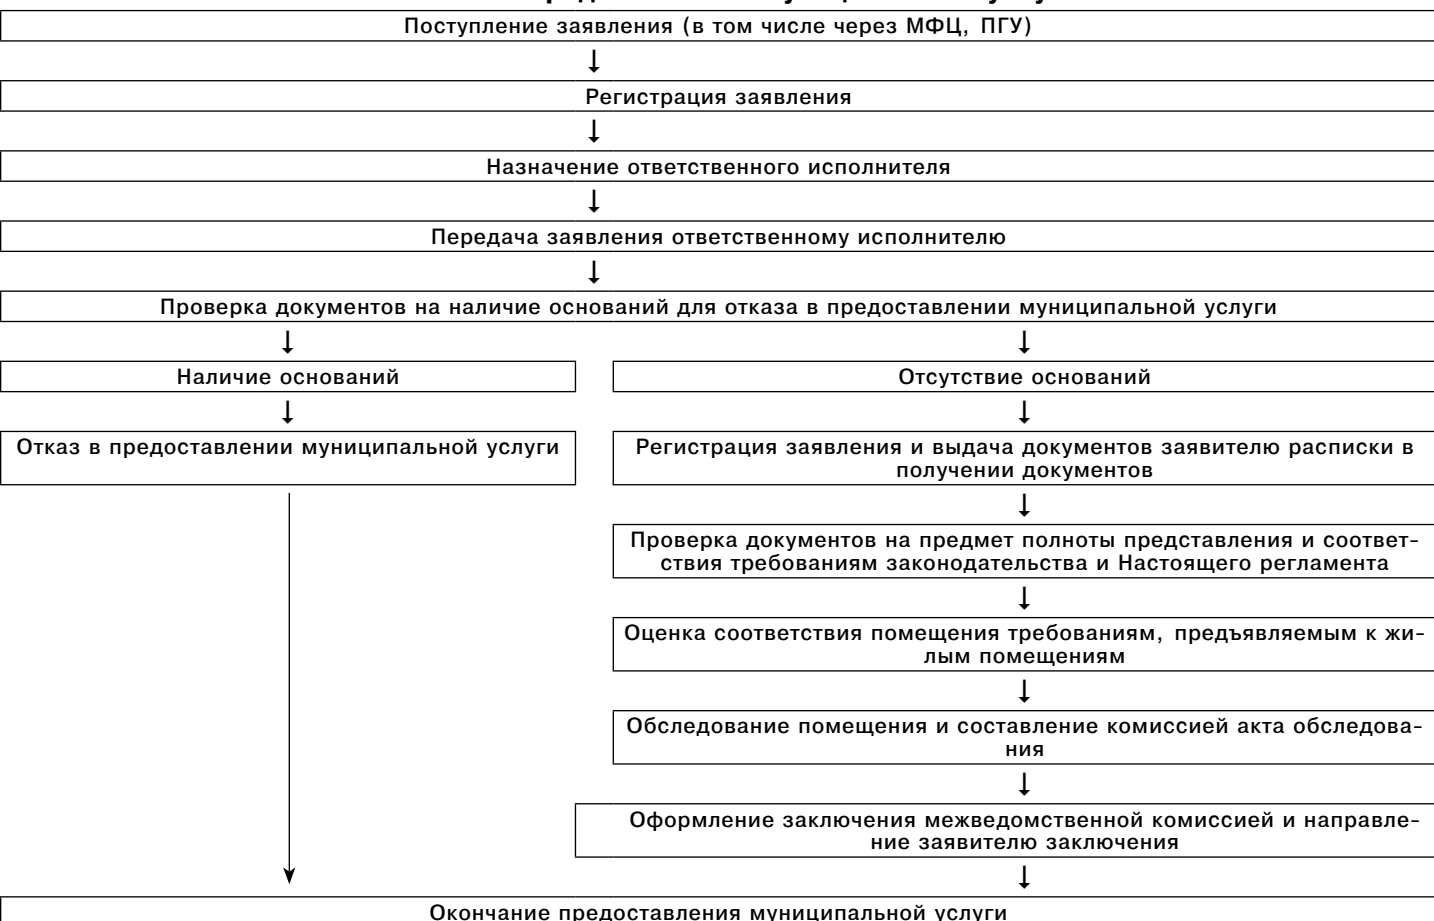 Поступление заявления (в том числе через МФЦ, ПГУ)
Регистрация заявления
Назначение ответственного исполнителя
Передача заявления ответственному исполнителю
Проверка документов на наличие оснований для отказа в предоставлении муниципальной услуги
Наличие оснований
Отсутствие оснований
Отказ в предоставлении муниципальной услуги
Регистрация заявления и выдача документов заявителю расписки в
получении документов
Проверка документов на предмет полноты представления и соответ-
ствия требованиям законодательства и Настоящего регламента
Оценка соответствия помещения требованиям, предъявляемым к жи-
лым помещениям
Обследование помещения и составление комиссией акта обследова-
ния
Оформление заключения межведомственной комиссией и направле-
ние заявителю заключения
Окончание предоставления муниципальной услуги